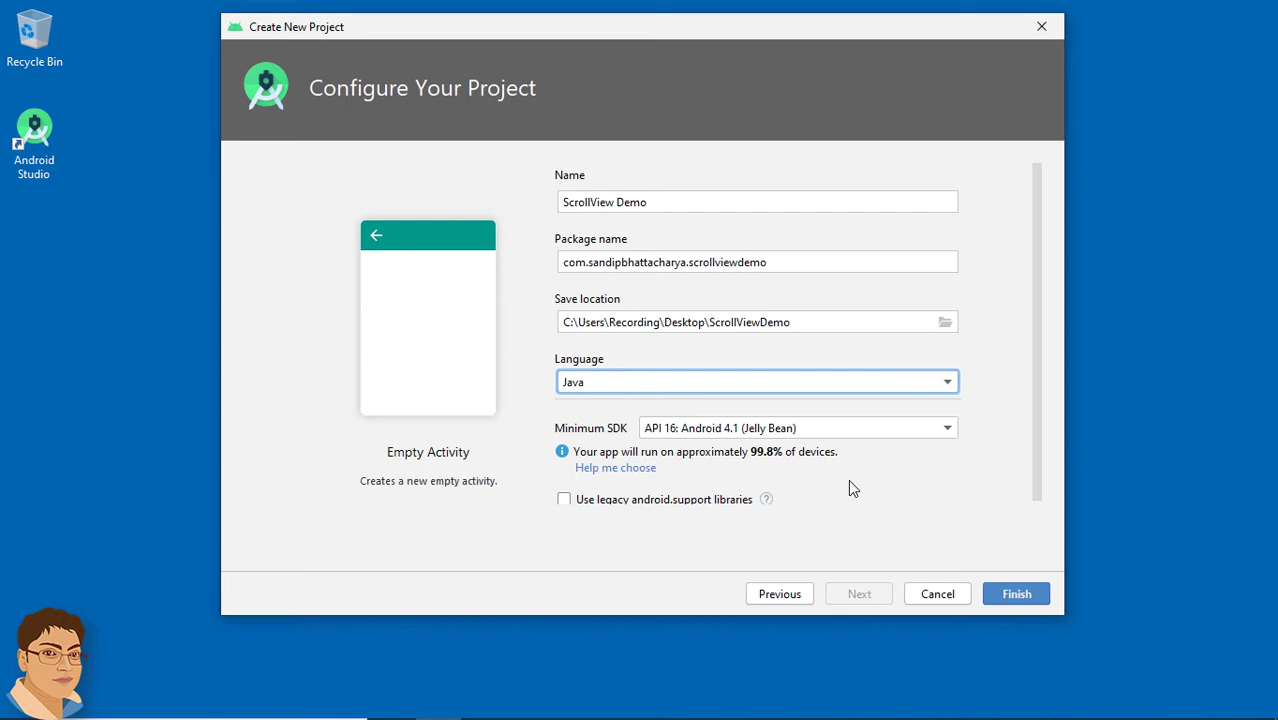 Create New Project
Recycle Bin
Configure Your Project
Android
Studio
Name
ScrollView Demo
Package name
com.sandipbhattacharya.scrollviewdemo
Save location
C:\Users\Recording\Desktop\ScrollViewDemo
Language
Java
Minimum SDK API 16: Android 4.1 (Jelly Bean)
Your app will run on approximately 99.8% of devices.
Help me choose
Use legacy android.support libraries ?
Empty Activity
Creates a new empty activity.
Previous Next Cancel Finish